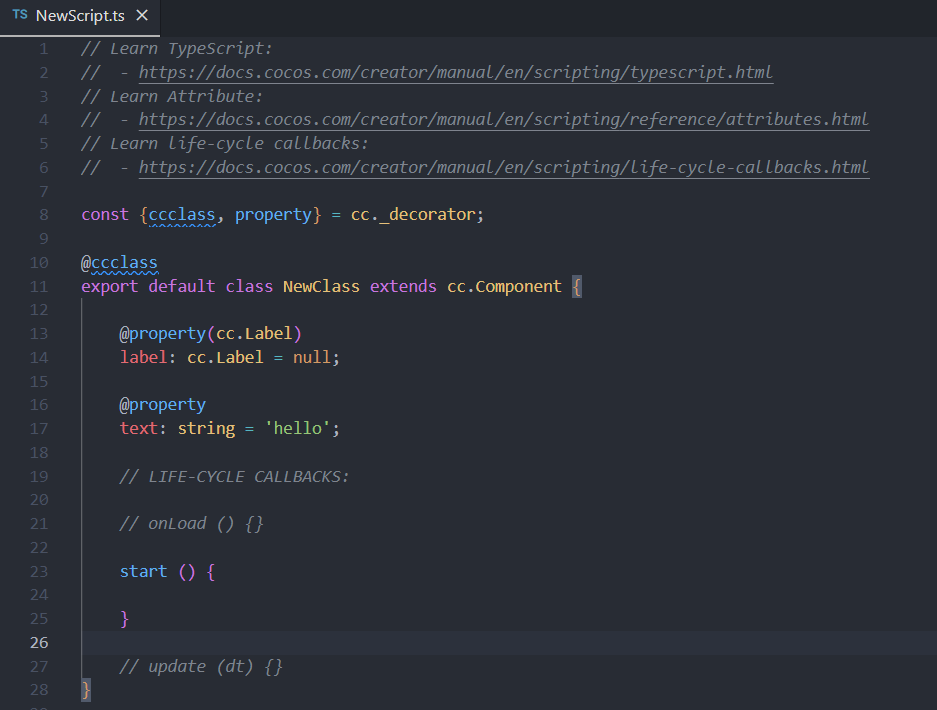 TS NewScript.ts ×
1 // Learn TypeScript:
2 //  - https://docs.cocos.com/creator/manual/en/scripting/typescript.html
3 // Learn Attribute:
4 //  - https://docs.cocos.com/creator/manual/en/scripting/reference/attributes.html
5 // Learn life-cycle callbacks:
6 //  - https://docs.cocos.com/creator/manual/en/scripting/life-cycle-callbacks.html
7
8 const {ccclass, property} = cc._decorator;
9
10 @ccclass
11 export default class NewClass extends cc.Component {
12
13     @property(cc.Label)
14     label: cc.Label = null;
15
16     @property
17     text: string = 'hello';
18
19     // LIFE-CYCLE CALLBACKS:
20
21     // onLoad () {}
22
23     start () {
24
25     }
26
27     // update (dt) {}
28 }